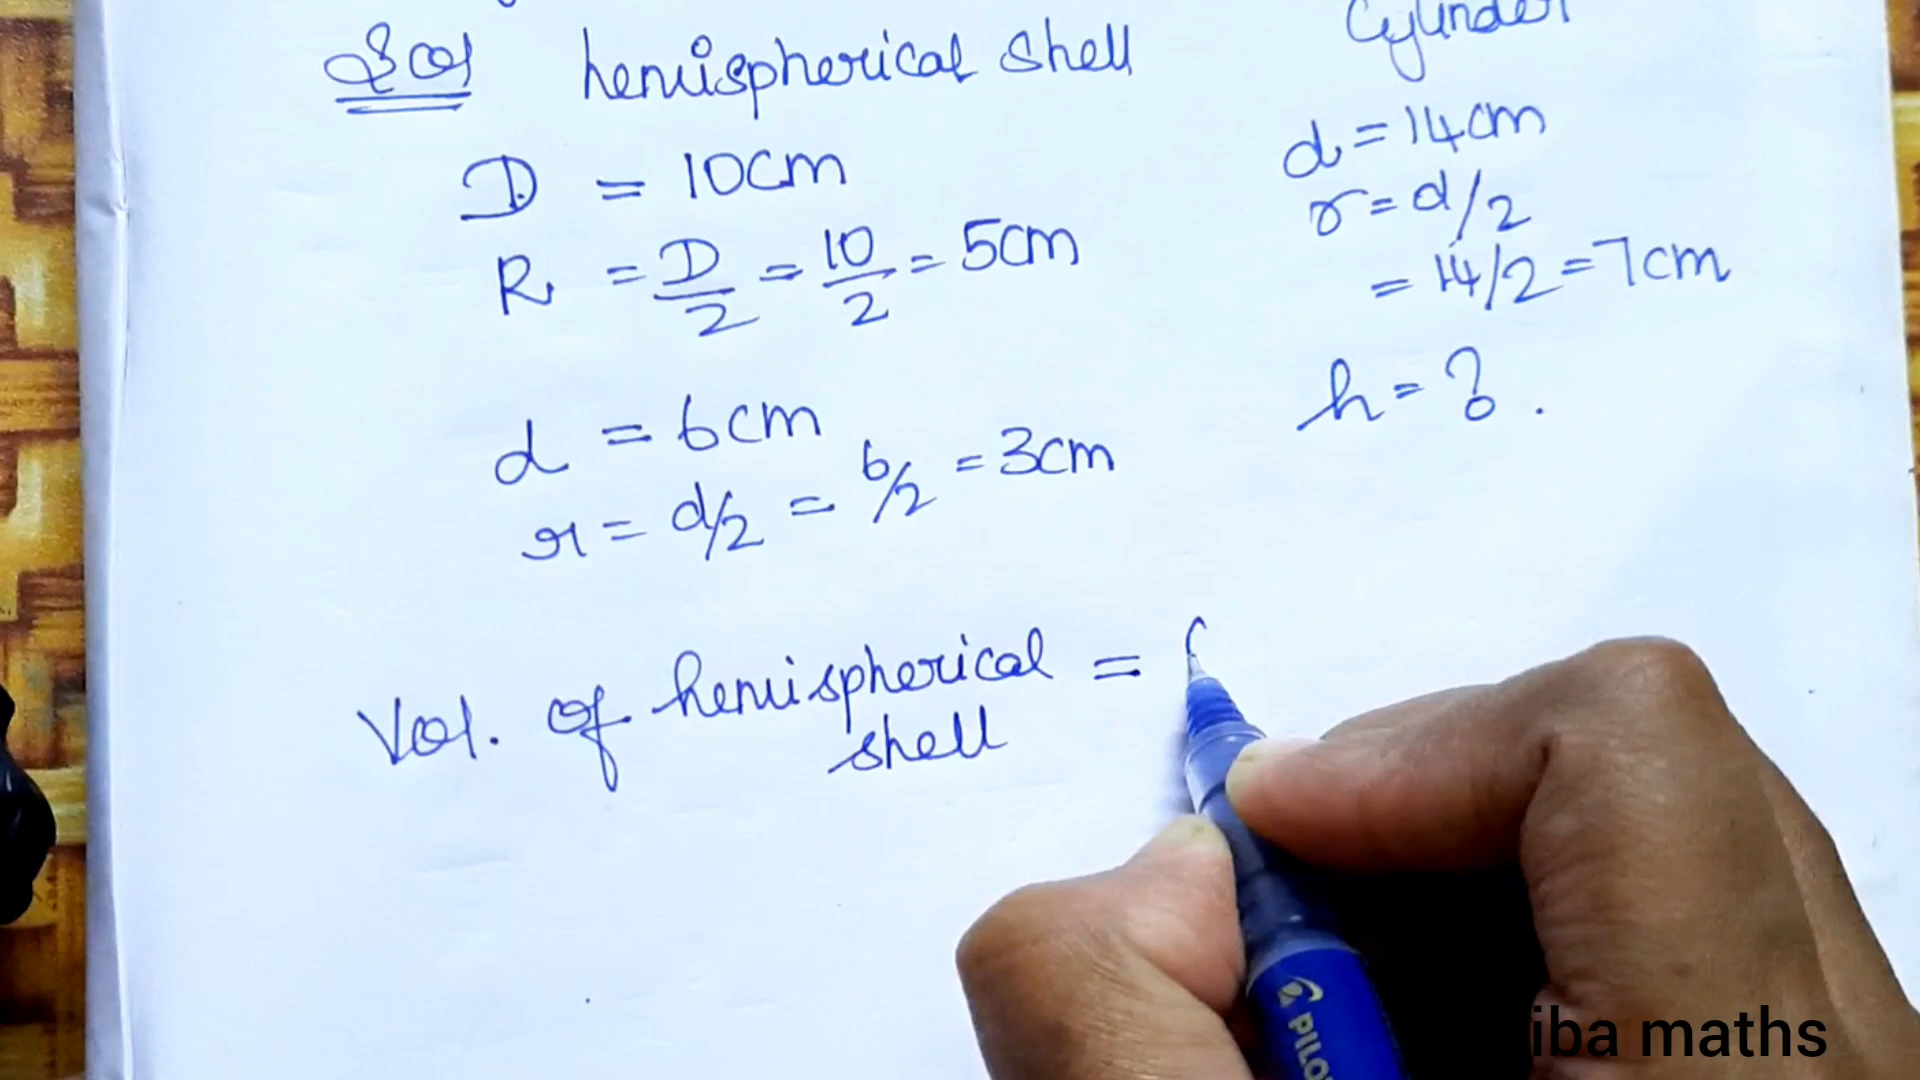 Sol hemispherical shell
D = 10cm
R = D/2 = 10/2 = 5cm
d = 6cm
r = d/2 = 6/2 = 3cm
Cylinder
d = 14cm
r = d/2
= 14/2 = 7cm
h = ?.
Vol. of hemispherical =
shell
PILO
iba maths